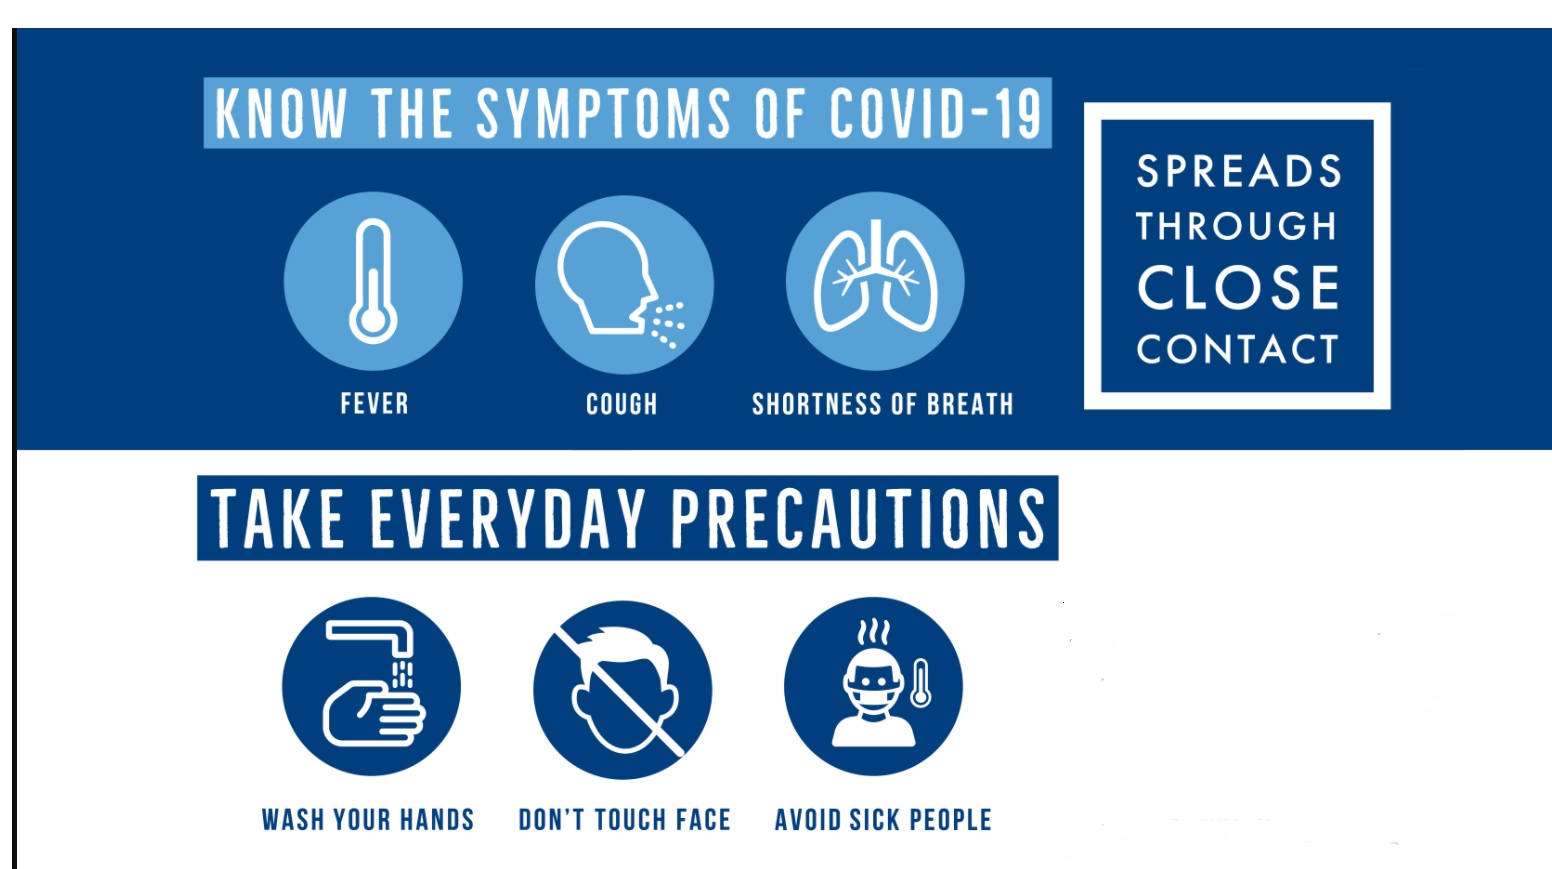 KNOW THE SYMPTOMS OF COVID-19
FEVER
COUGH
SHORTNESS OF BREATH
SPREADS
THROUGH
CLOSE
CONTACT
TAKE EVERYDAY PRECAUTIONS
WASH YOUR HANDS
DON'T TOUCH FACE
AVOID SICK PEOPLE